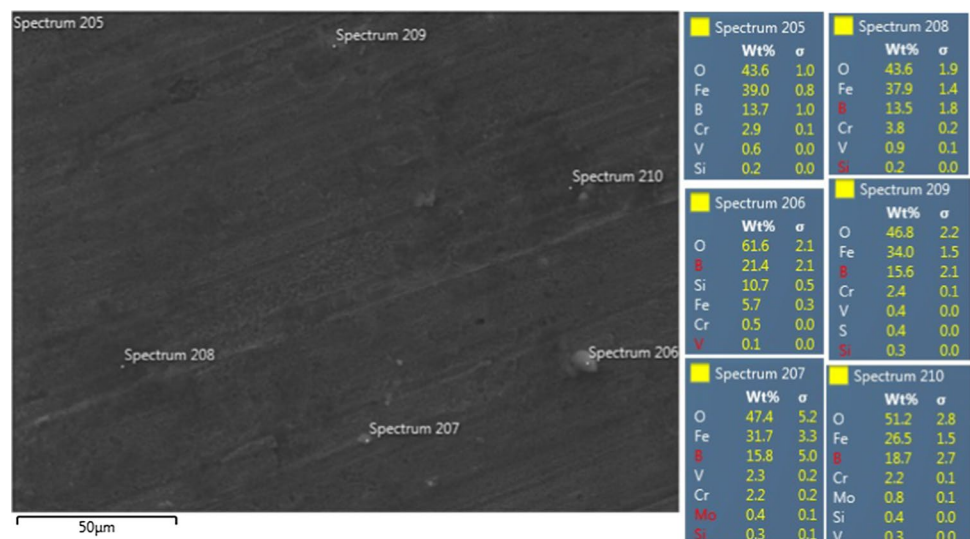 Spectrum 205
Spectrum 209
Spectrum 210
Spectrum 208
Spectrum 206
Spectrum 207
50µm
Spectrum 205
Wt% σ
O 43.6 1.0
Fe 39.0 0.8
B 13.7 1.0
Cr 2.9 0.1
V 0.6 0.0
Si 0.2 0.0
Spectrum 208
Wt% σ
O 43.6 1.9
Fe 37.9 1.4
B 13.5 1.8
Cr 3.8 0.2
V 0.9 0.1
Si 0.2 0.0
Spectrum 206
Wt% σ
O 61.6 2.1
B 21.4 2.1
Si 10.7 0.5
Fe 5.7 0.3
Cr 0.5 0.0
V 0.1 0.0
Spectrum 209
Wt% σ
O 46.8 2.2
Fe 34.0 1.5
B 15.6 2.1
Cr 2.4 0.1
V 0.4 0.0
S 0.4 0.0
Si 0.3 0.0
Spectrum 207
Wt% σ
O 47.4 5.2
Fe 31.7 3.3
B 15.8 5.0
V 2.3 0.2
Cr 2.2 0.2
Mo 0.4 0.1
Si 0.3 0.1
Spectrum 210
Wt% σ
O 51.2 2.8
Fe 26.5 1.5
B 18.7 2.7
Cr 2.2 0.1
Mo 0.8 0.1
Si 0.4 0.0
V 0.3 0.0